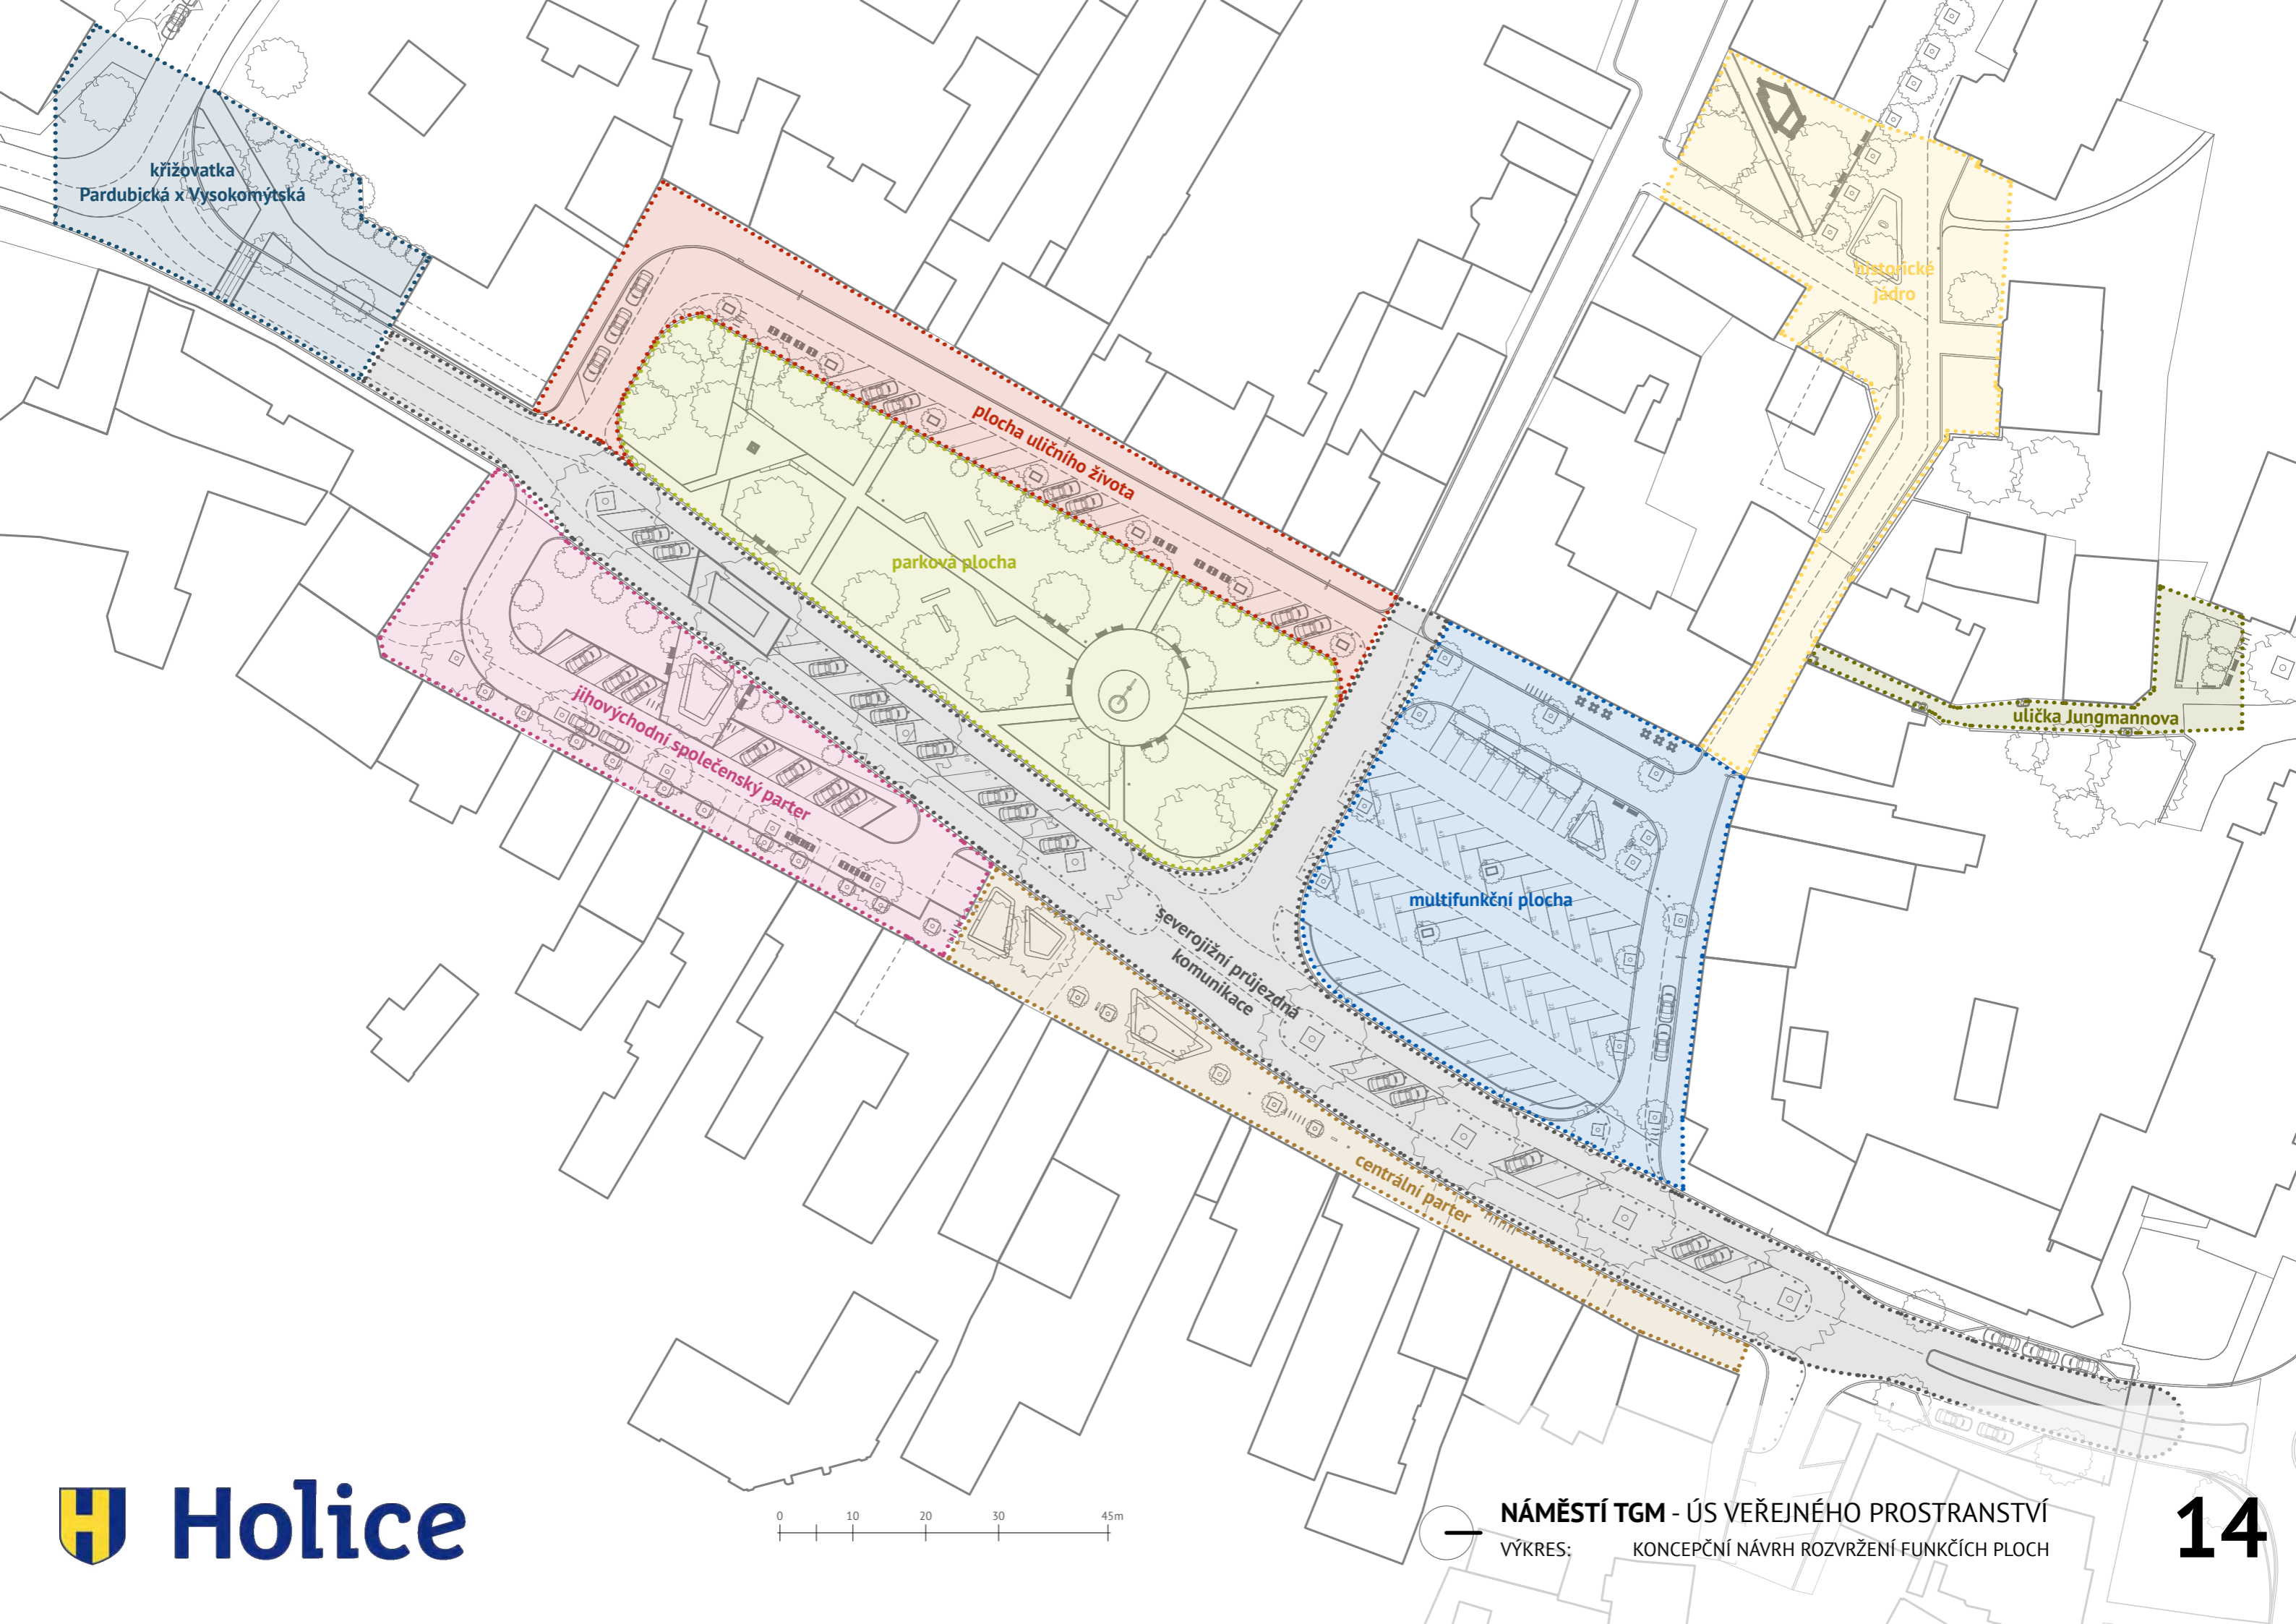 křižovatka
Pardubická x Vysokomýtská
historické
jádro
plocha uličního života
parková plocha
jihovýchodní společenský parter
ulička Jungmannova
multifunkční plocha
severojižní průjezdná
komunikace
centrální parter
Holice
0 10 20 30 45m
NÁMĚSTÍ TGM - ÚS VEŘEJNÉHO PROSTRANSTVÍ
VÝKRES: KONCEPČNÍ NÁVRH ROZVRŽENÍ FUNKČÍCH PLOCH
14